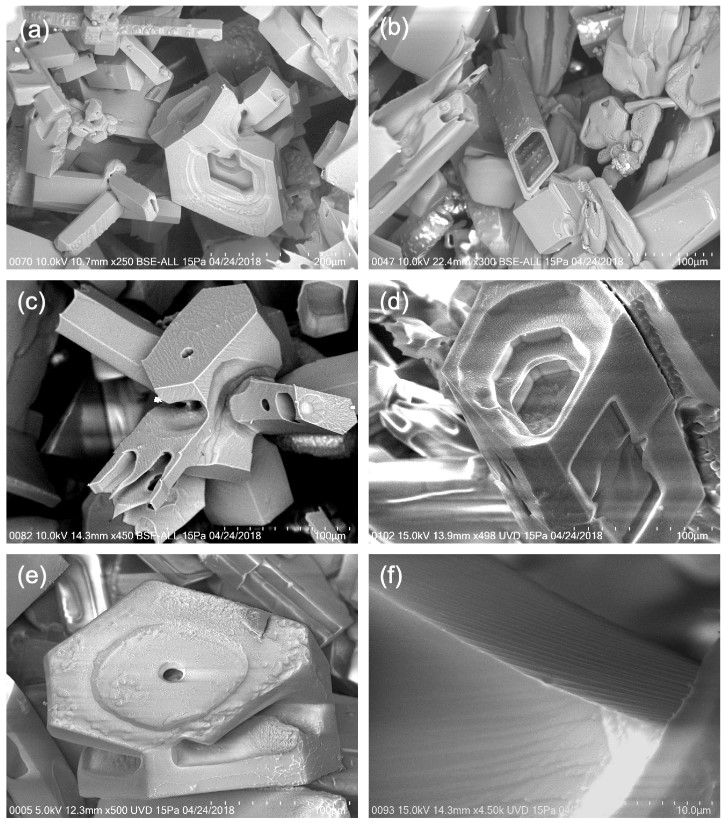 (a)
0070 10.0kV 10.7mm x250 BSE-ALL 15Pa 04/24/2018
200µm
(b)
0047 10.0kV 22.4mm x300 BSE-ALL 15Pa 04/24/2018
100µm
(c)
0082 10.0kV 14.3mm x450 BSE-ALL 15Pa 04/24/2018
100µm
(d)
0102 15.0kV 13.9mm x498 UVD 15Pa 04/24/2018
100µm
(e)
0005 5.0kV 12.3mm x500 UVD 15Pa 04/24/2018
100µm
(f)
0093 15.0kV 14.3mm x4.50k UVD 15Pa 04/24/2018
10.0µm